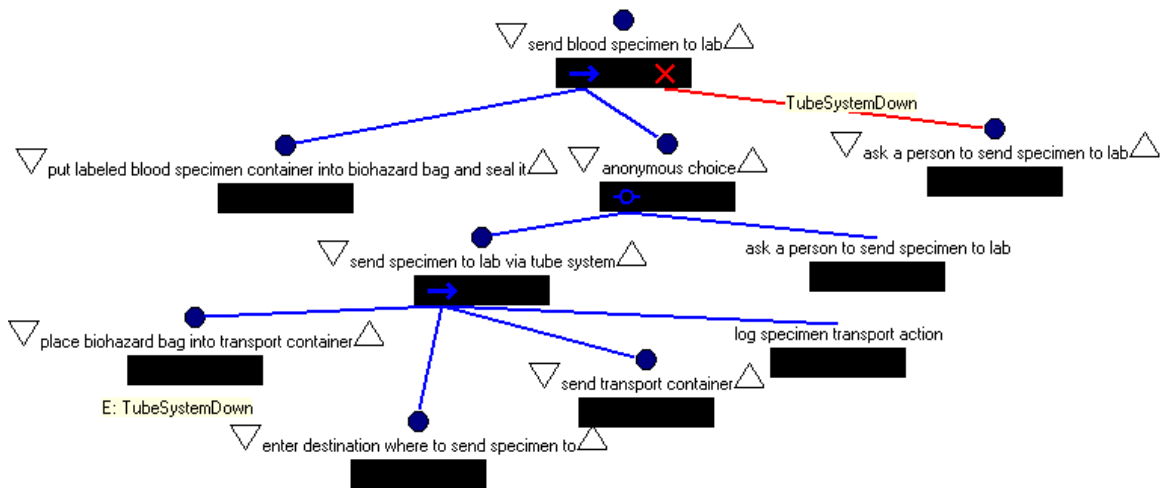 send blood specimen to lab
TubeSystemDown
put labeled blood specimen container into biohazard bag and seal it
anonymous choice
ask a person to send specimen to lab
send specimen to lab via tube system
ask a person to send specimen to lab
place biohazard bag into transport container
log specimen transport action
send transport container
E: TubeSystemDown
enter destination where to send specimen to